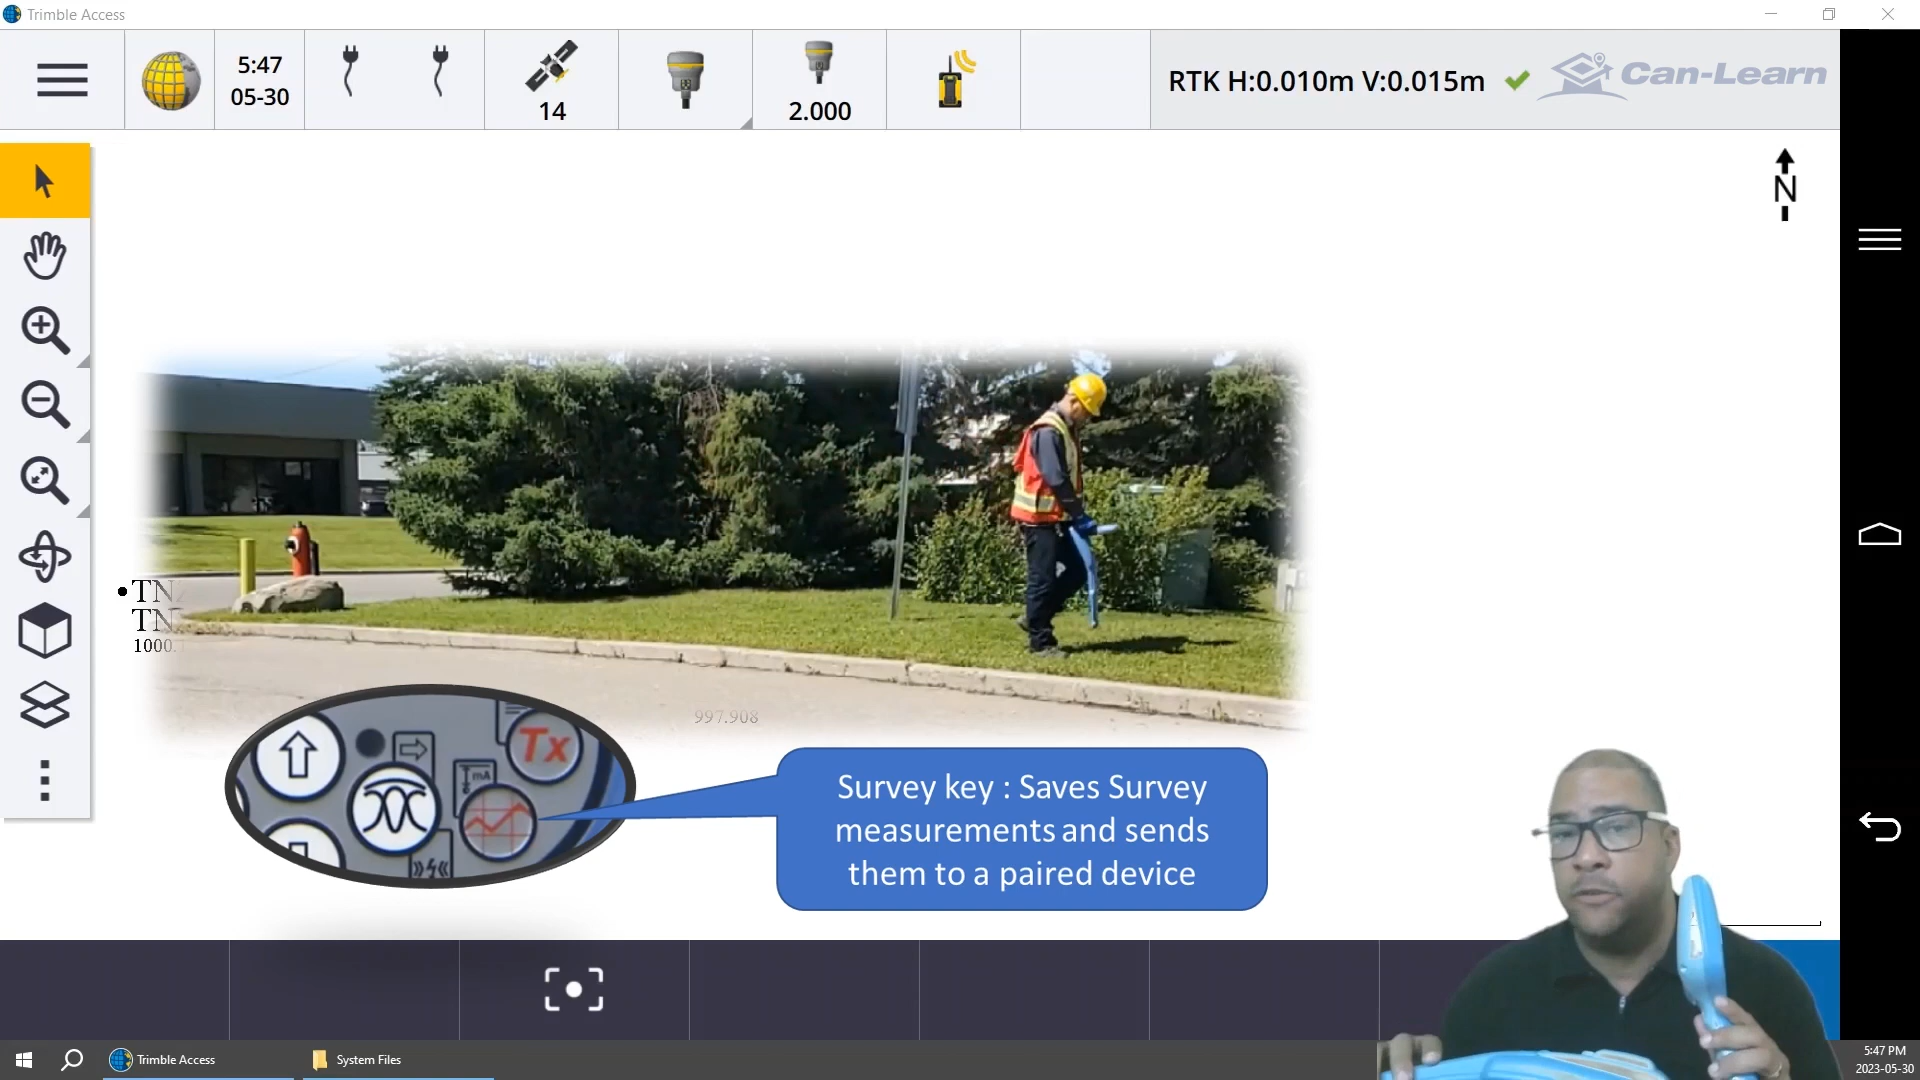 Trimble Access
5:47
05-30
14
2.000
RTK H:0.010m V:0.015m
Can-Learn
N
TN
TN
1000.
997.908
Tx
mA
Survey key : Saves Survey
measurements and sends
them to a paired device
Trimble Access
System Files
5:47 PM
2023-05-30